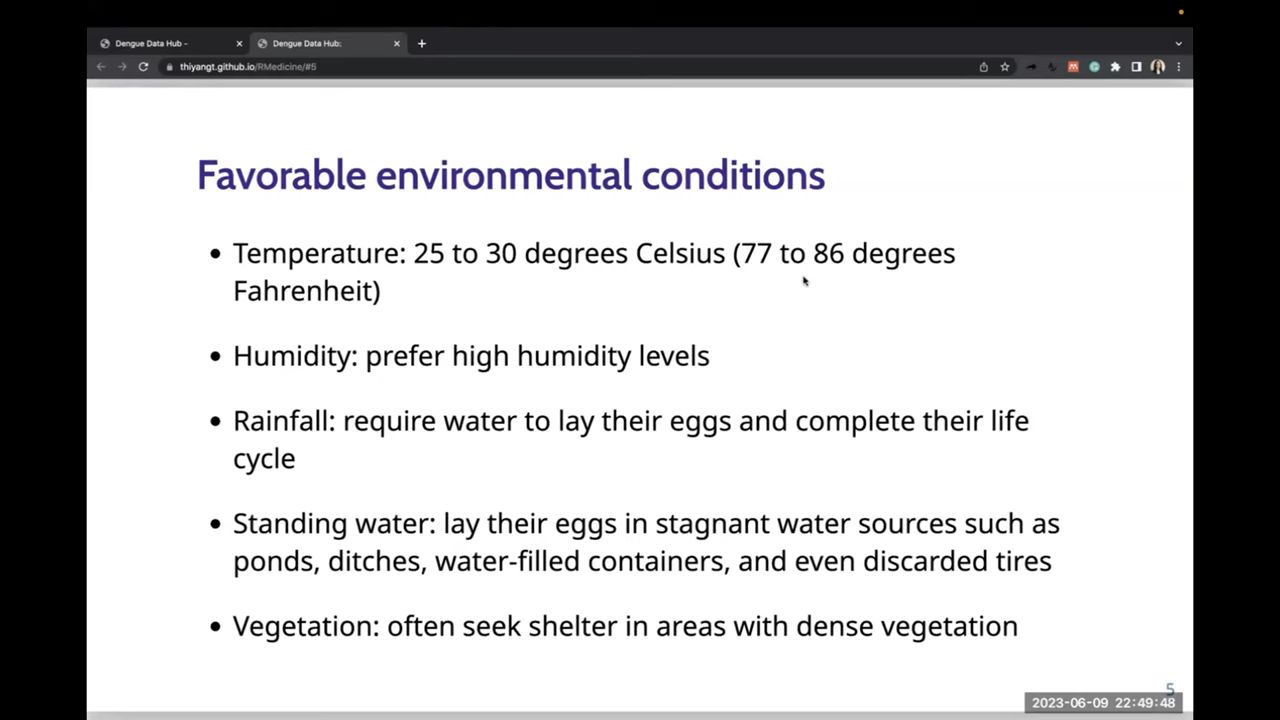 Dengue Data Hub -
Dengue Data Hub:
thiyangt.github.io/RMedicine/#5
Favorable environmental conditions
• Temperature: 25 to 30 degrees Celsius (77 to 86 degrees
Fahrenheit)
• Humidity: prefer high humidity levels
• Rainfall: require water to lay their eggs and complete their life
cycle
• Standing water: lay their eggs in stagnant water sources such as
ponds, ditches, water-filled containers, and even discarded tires
• Vegetation: often seek shelter in areas with dense vegetation
5
2023-06-09 22:49:48